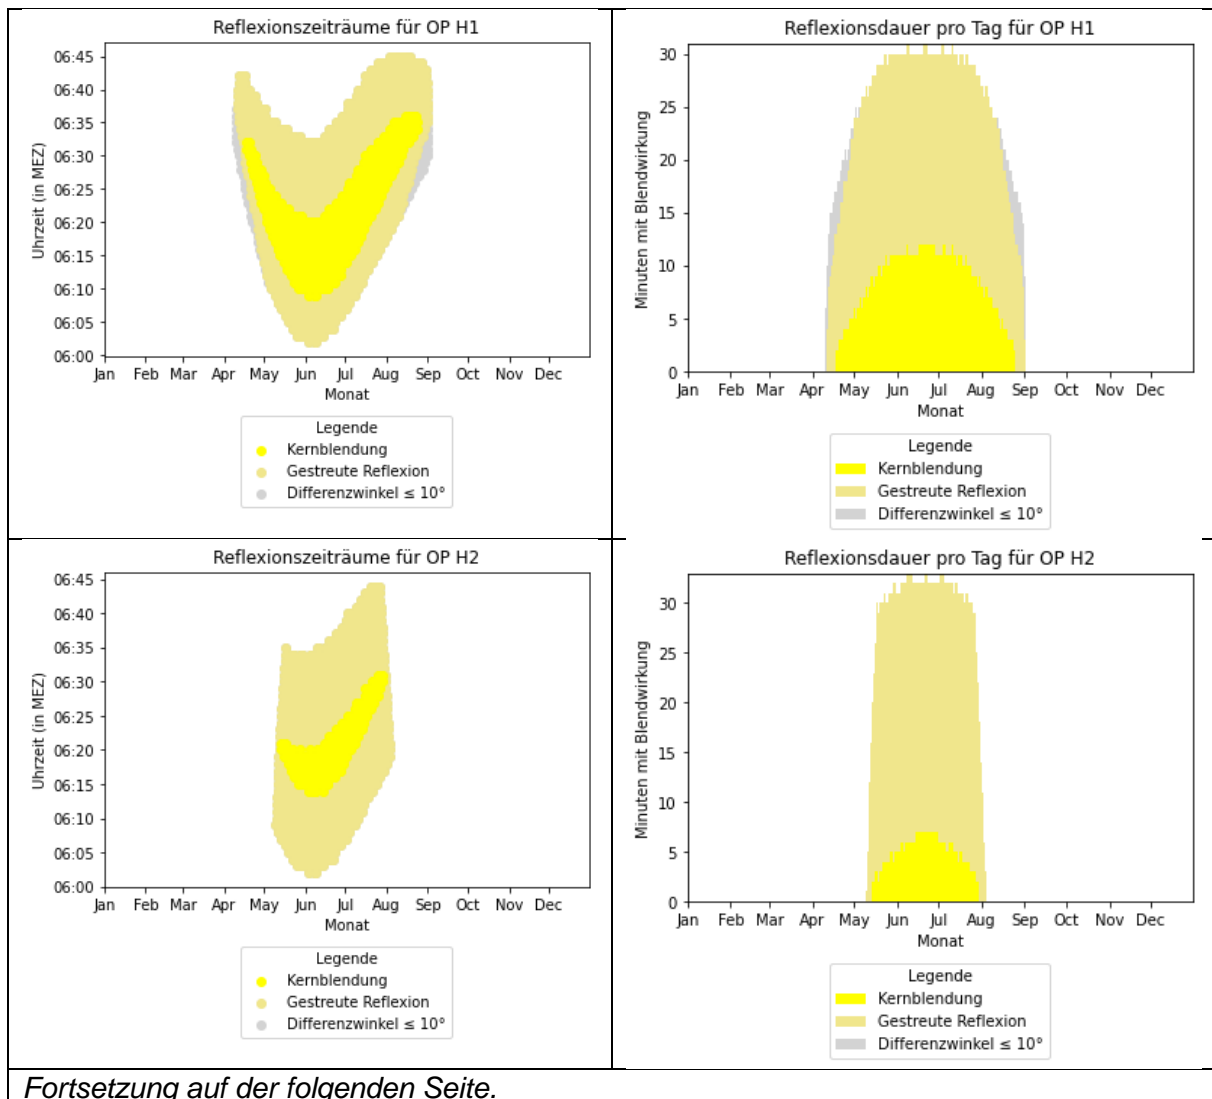 Reflexionszeiträume für OP H1
Uhrzeit (in MEZ)
06:45
06:40
06:35
06:30
06:25
06:20
06:15
06:10
06:05
06:00
Jan Feb Mar Apr May Jun Jul Aug Sep Oct Nov Dec
Monat
Legende
Kernblendung
Gestreute Reflexion
Differenzwinkel ≤ 10°
Reflexionsdauer pro Tag für OP H1
Minuten mit Blendwirkung
30
25
20
15
10
5
0
Jan Feb Mar Apr May Jun Jul Aug Sep Oct Nov Dec
Monat
Legende
Kernblendung
Gestreute Reflexion
Differenzwinkel ≤ 10°
Reflexionszeiträume für OP H2
Uhrzeit (in MEZ)
06:45
06:40
06:35
06:30
06:25
06:20
06:15
06:10
06:05
06:00
Jan Feb Mar Apr May Jun Jul Aug Sep Oct Nov Dec
Monat
Legende
Kernblendung
Gestreute Reflexion
Differenzwinkel ≤ 10°
Reflexionsdauer pro Tag für OP H2
Minuten mit Blendwirkung
30
25
20
15
10
5
0
Jan Feb Mar Apr May Jun Jul Aug Sep Oct Nov Dec
Monat
Legende
Kernblendung
Gestreute Reflexion
Differenzwinkel ≤ 10°
Fortsetzung auf der folgenden Seite.